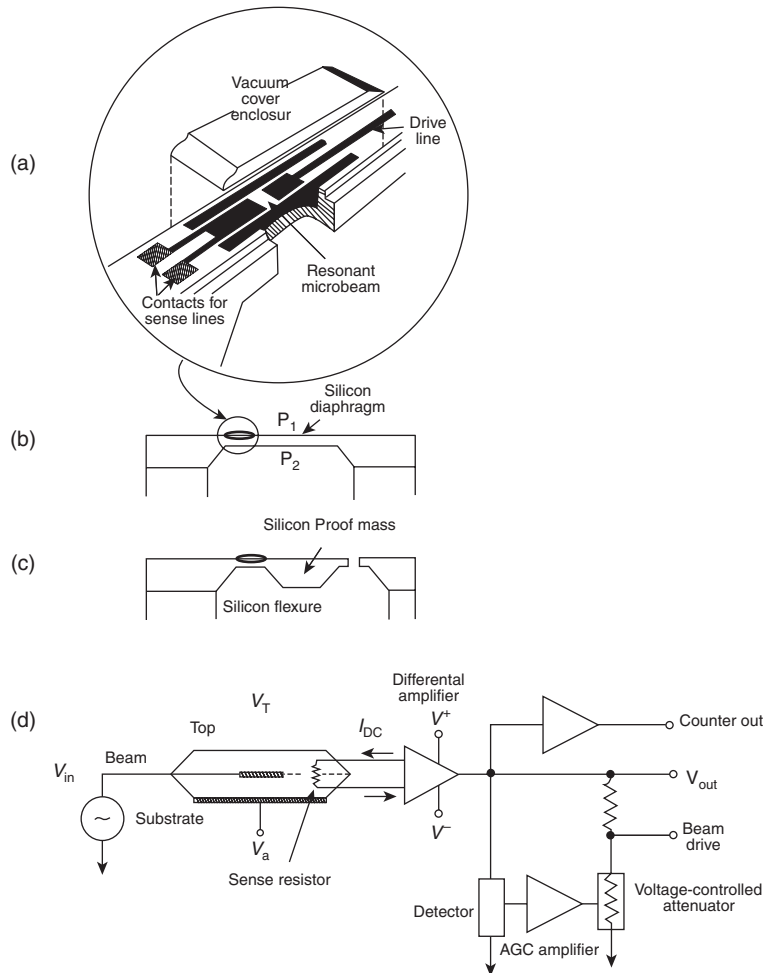 (a)
Vacuum
cover
enclosur
Drive
line
Resonant
microbeam
Contacts for
sense lines
(b)
Silicon
diaphragm
P1
P2
(c)
Silicon Proof mass
Silicon flexure
(d)
Differental
amplifier
VT
V+
IDC
Top
Counter out
Beam
Vin
Vout
~
Substrate
V–
Va
Beam
drive
Sense resistor
Detector
Voltage-controlled
attenuator
AGC amplifier